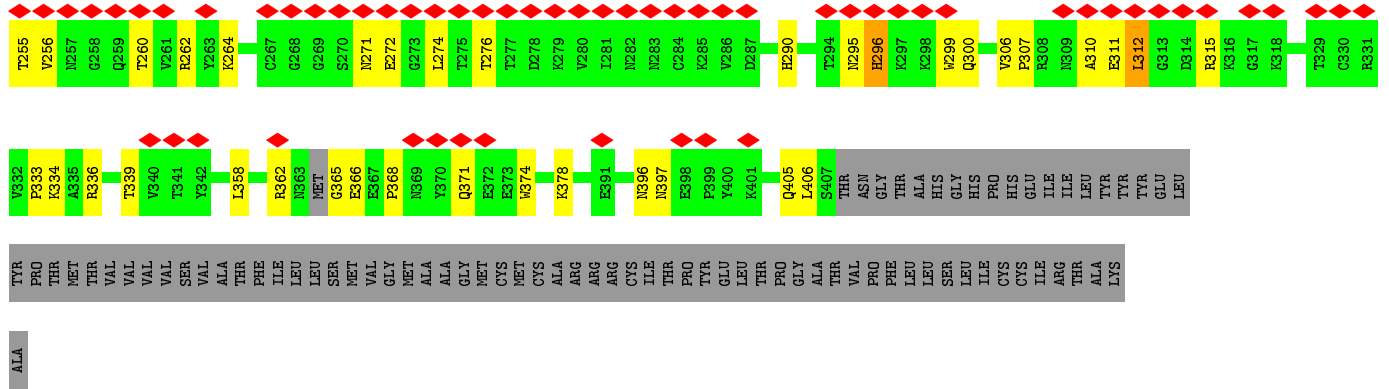 T255 V256 N257 G258 Q259 T260 V261 R262 Y263 K264 C267 G268 G269 S270 N271 E272 G273 L274 T275 T276 T277 D278 K279 V280 I281 N282 N283 C284 K285 V286 D287 H290 T294 N295 H296 K297 K298 W299 Q300 V306 P307 R308 N309 A310 E311 L312 G313 D314 R315 K316 G317 K318 T329 C330 R331
V332 P333 K334 A335 R336 T339 V340 T341 Y342 L358 R362 N363 MET G365 E366 E367 P368 N369 Y370 Q371 E372 E373 W374 K378 E391 N396 N397 E398 P399 Y400 K401 Q405 L406 S407 THR ASN GLY THR ALA HIS GLY HIS PRO HIS GLU ILE ILE LEU TYR TYR TYR GLU LEU
TYR PRO THR MET THR VAL VAL VAL VAL SER VAL ALA THR PHE ILE LEU LEU SER MET VAL GLY MET ALA ALA GLY MET CYS MET CYS ALA ARG ARG ARG CYS ILE THR PRO TYR GLU LEU THR PRO GLY ALA THR VAL PRO PHE LEU LEU SER LEU ILE CYS CYS ILE ARG THR ALA LYS
ALA